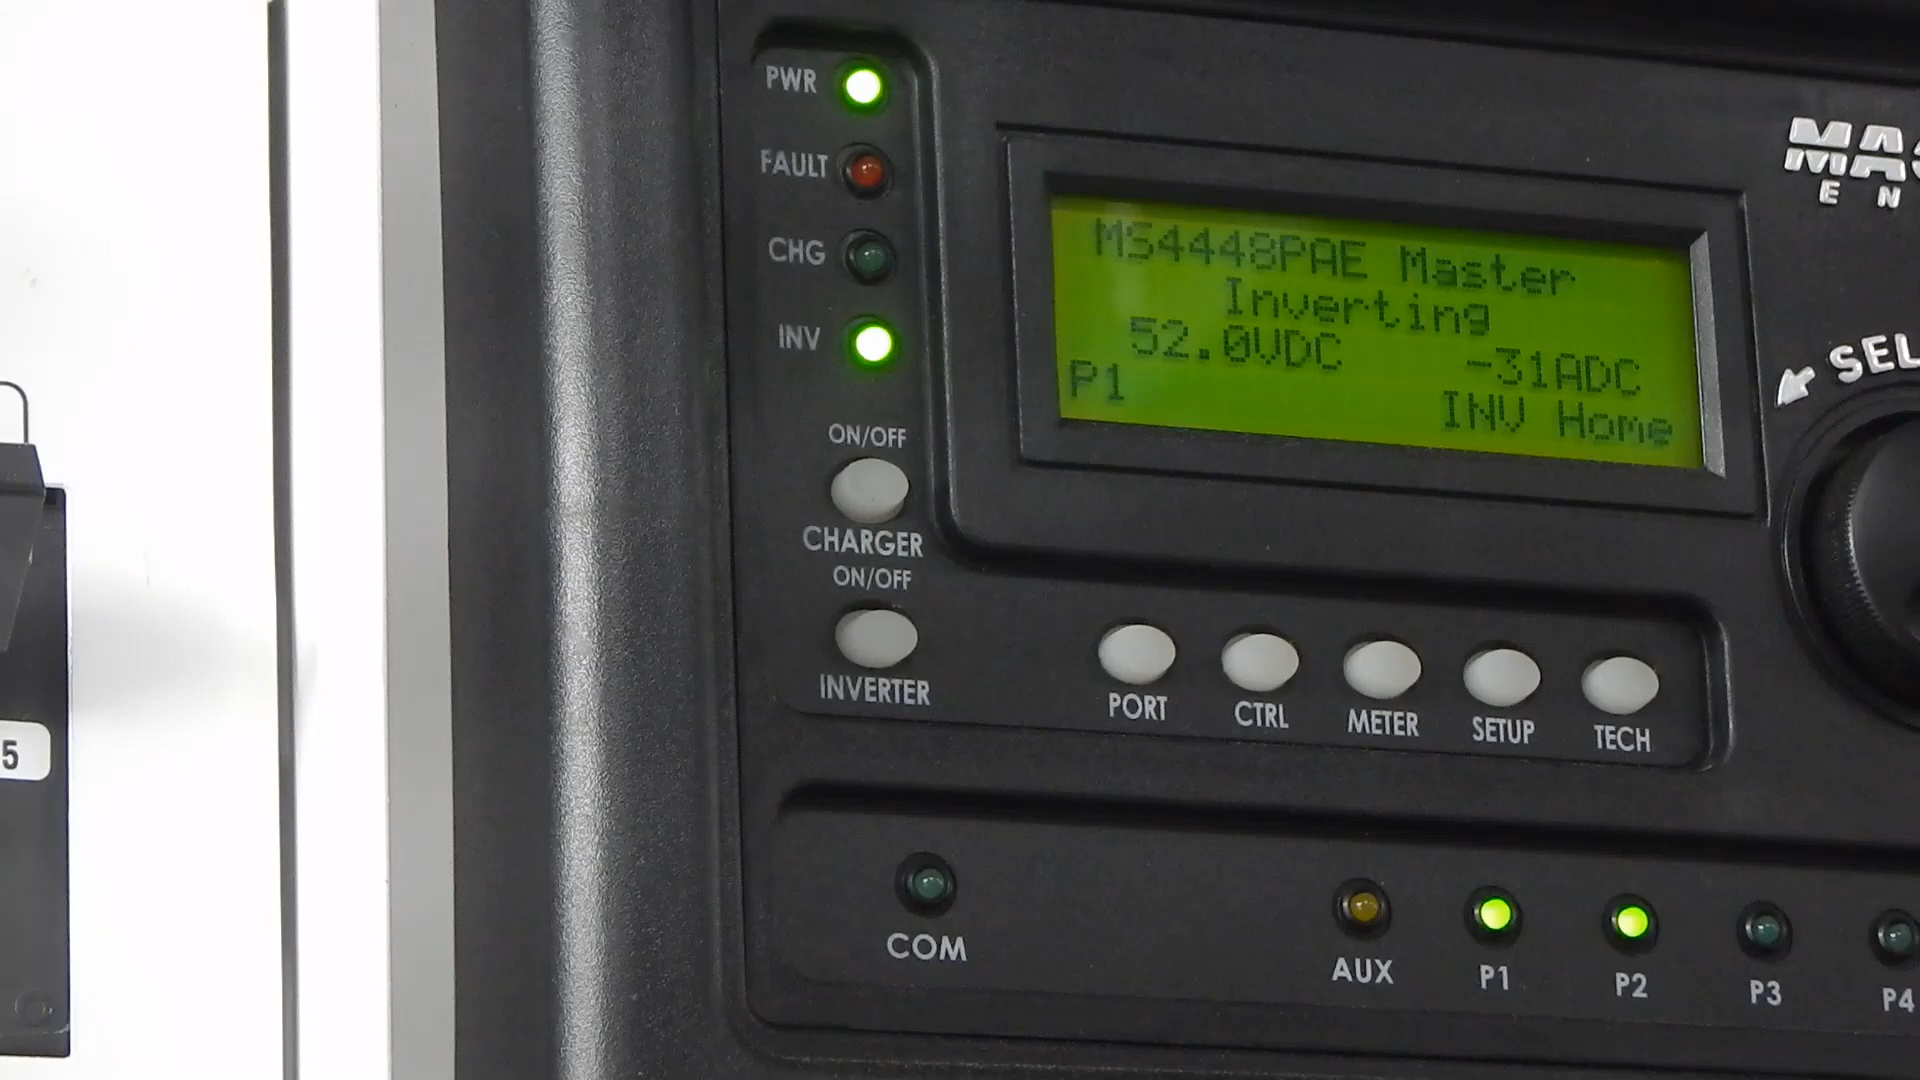 PWR
FAULT
CHG
INV
ON/OFF
CHARGER
ON/OFF
INVERTER
MS4448PAE Master
Inverting
52.0VDC -31ADC
P1 INV Home
E N
SEL
PORT CTRL METER SETUP TECH
5
COM AUX P1 P2 P3 P4